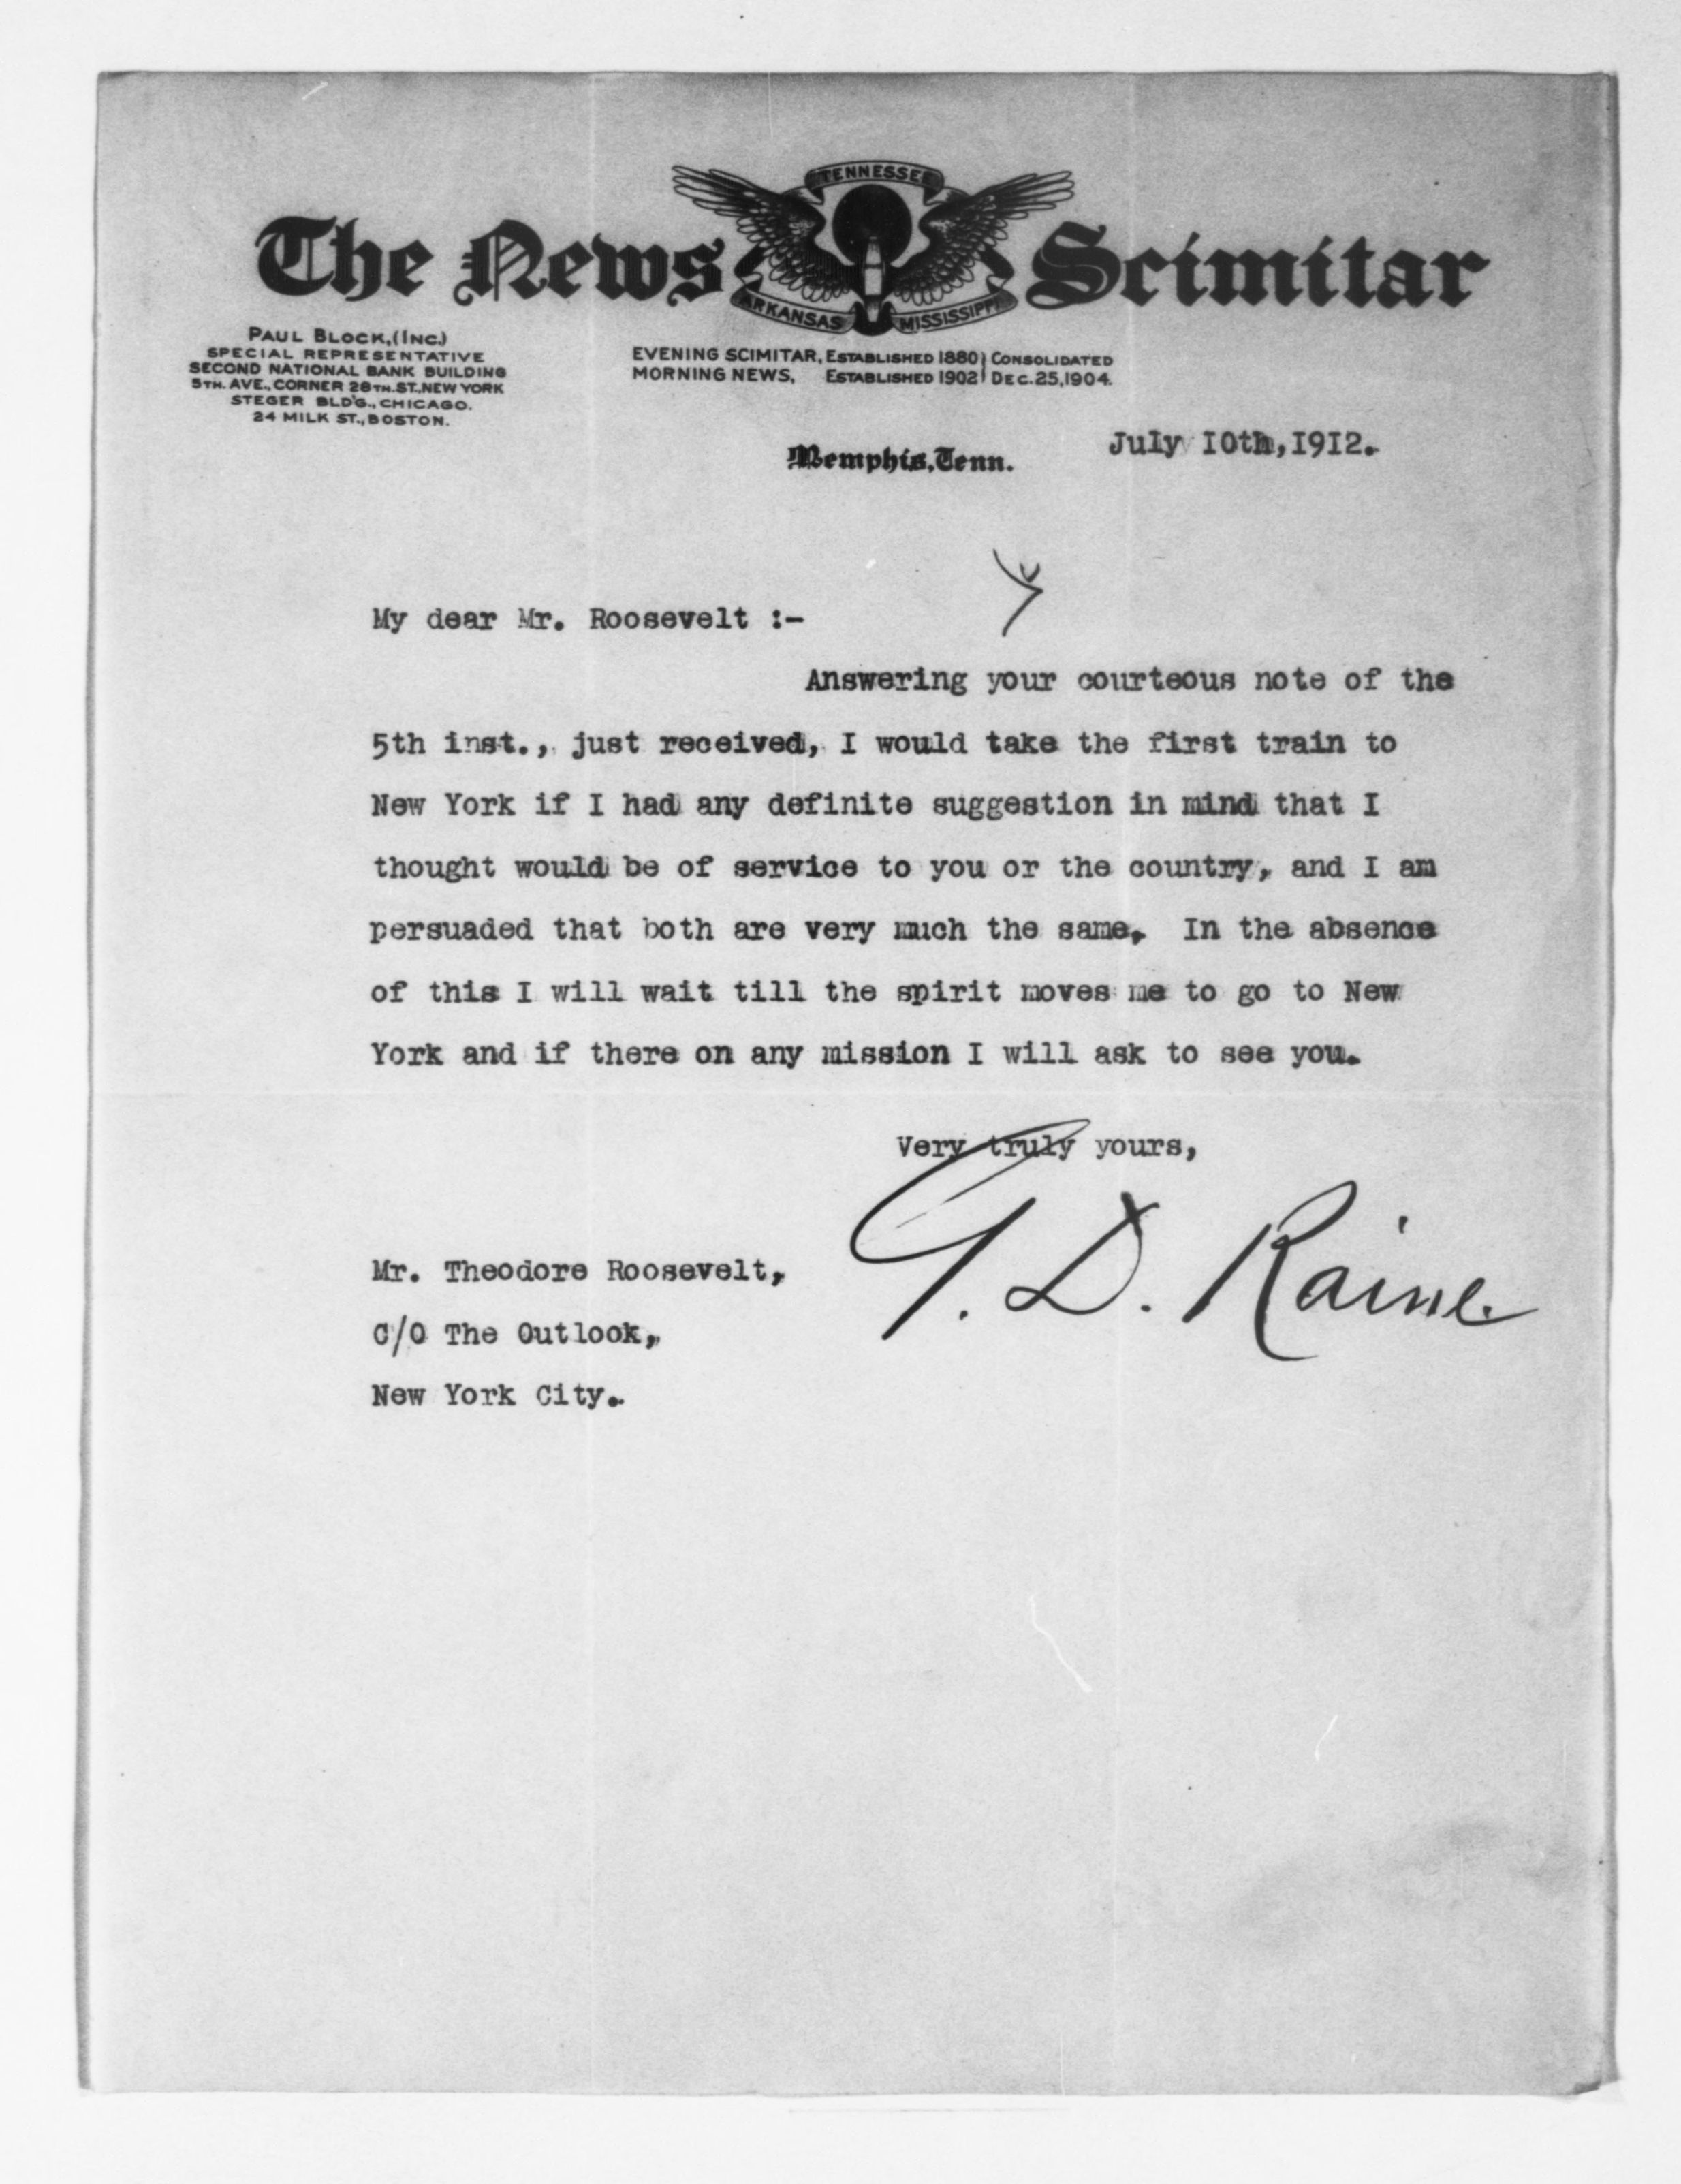 TENNESSEE
The News Scimitar
ARKANSAS MISSISSIPPI
PAUL BLOCK,(INC.)
SPECIAL REPRESENTATIVE
SECOND NATIONAL BANK BUILDING
5TH. AVE., CORNER 28TH. ST. NEW YORK
STEGER BLD'G., CHICAGO.
24 MILK ST., BOSTON.
EVENING SCIMITAR, ESTABLISHED 1880 } CONSOLIDATED
MORNING NEWS, ESTABLISHED 1902 } DEC. 25, 1904.
Memphis, Tenn. July 10th, 1912.
My dear Mr. Roosevelt :-
Answering your courteous note of the
5th inst., just received, I would take the first train to
New York if I had any definite suggestion in mind that I
thought would be of service to you or the country, and I am
persuaded that both are very much the same. In the absence
of this I will wait till the spirit moves me to go to New
York and if there on any mission I will ask to see you.
Very truly yours,
G. D. Raine.
Mr. Theodore Roosevelt,
C/O The Outlook,
New York City.